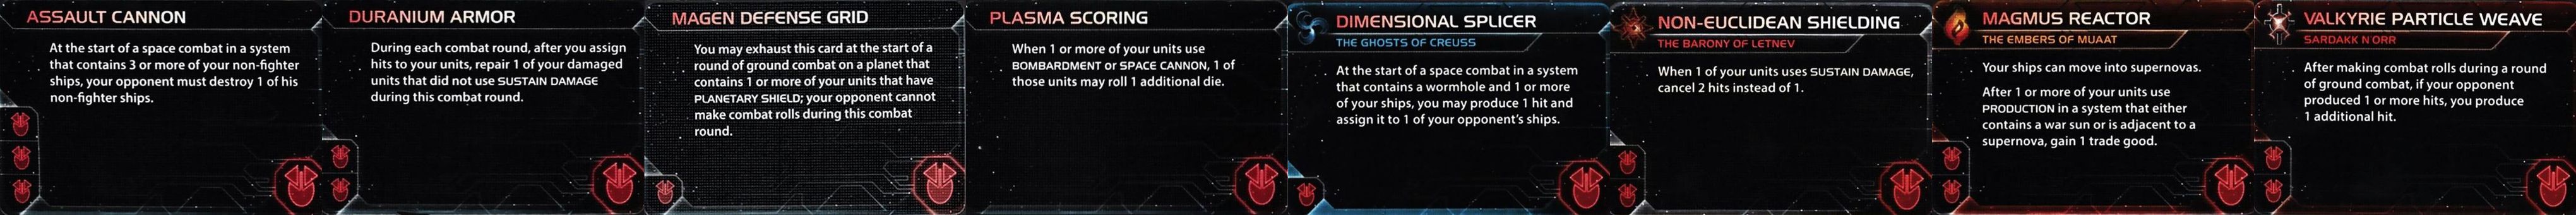 ASSAULT CANNON
At the start of a space combat in a system
that contains 3 or more of your non-fighter
ships, your opponent must destroy 1 of his
non-fighter ships.
DURANIUM ARMOR
During each combat round, after you assign
hits to your units, repair 1 of your damaged
units that did not use SUSTAIN DAMAGE
during this combat round.
MAGEN DEFENSE GRID
You may exhaust this card at the start of a
round of ground combat on a planet that
contains 1 or more of your units that have
PLANETARY SHIELD; your opponent cannot
make combat rolls during this combat
round.
PLASMA SCORING
When 1 or more of your units use
BOMBARDMENT or SPACE CANNON, 1 of
those units may roll 1 additional die.
DIMENSIONAL SPLICER
THE GHOSTS OF CREUSS
At the start of a space combat in a system
that contains a wormhole and 1 or more
of your ships, you may produce 1 hit and
assign it to 1 of your opponent's ships.
NON-EUCLIDEAN SHIELDING
THE BARONY OF LETNEV
When 1 of your units uses SUSTAIN DAMAGE,
cancel 2 hits instead of 1.
MAGMUS REACTOR
THE EMBERS OF MUAAT
Your ships can move into supernovas.
After 1 or more of your units use
PRODUCTION in a system that either
contains a war sun or is adjacent to a
supernova, gain 1 trade good.
VALKYRIE PARTICLE WEAVE
SARDAKK N'ORR
After making combat rolls during a round
of ground combat, if your opponent
produced 1 or more hits, you produce
1 additional hit.